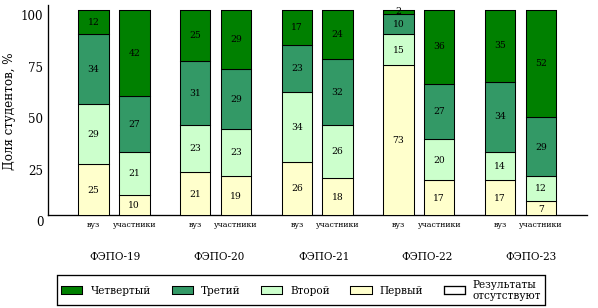 Доля студентов, %
100
75
50
25
0
12 34 29 25
42 27 21 10
25 31 23 21
29 29 23 19
17 23 34 26
24 32 26 18
2 10 15 73
36 27 20 17
35 34 14 17
52 29 12 7
вуз участники вуз участники вуз участники вуз участники вуз участники
ФЭПО-19 ФЭПО-20 ФЭПО-21 ФЭПО-22 ФЭПО-23
Четвертый Третий Второй Первый Результаты
отсутствуют